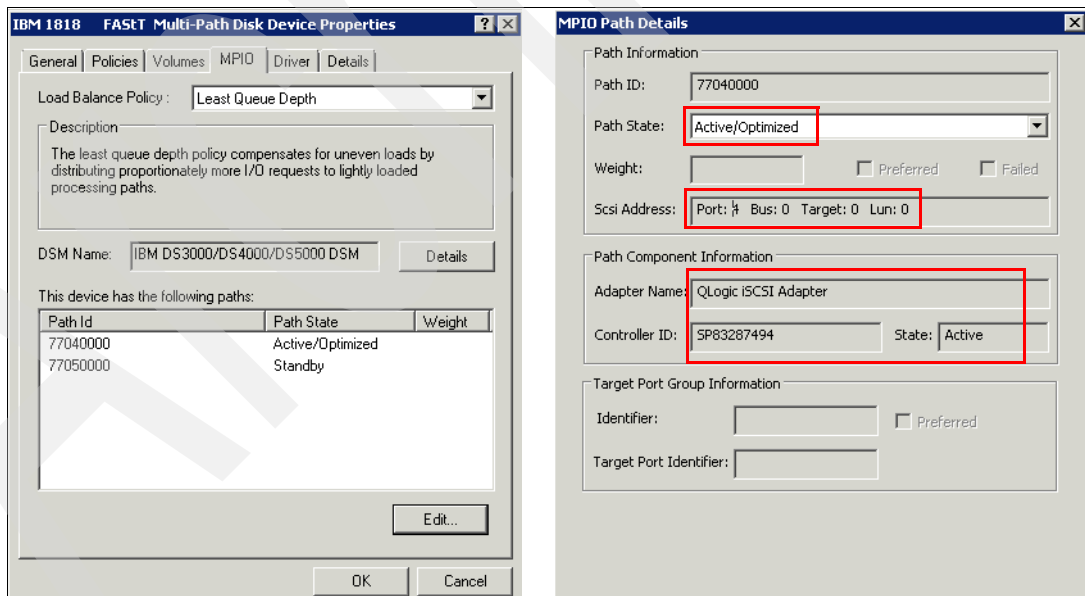 IBM 1818 FAStT Multi-Path Disk Device Properties
General Policies Volumes MPIO Driver Details
Load Balance Policy : Least Queue Depth
Description
The least queue depth policy compensates for uneven loads by
distributing proportionately more I/O requests to lightly loaded
processing paths.
DSM Name: IBM DS3000/DS4000/DS5000 DSM Details
This device has the following paths:
Path Id Path State Weight
77040000 Active/Optimized
77050000 Standby
Edit...
OK Cancel
MPIO Path Details
Path Information
Path ID: 77040000
Path State: Active/Optimized
Weight: Preferred Failed
Scsi Address: Port: 4 Bus: 0 Target: 0 Lun: 0
Path Component Information
Adapter Name: QLogic iSCSI Adapter
Controller ID: SP83287494 State: Active
Target Port Group Information
Identifier: Preferred
Target Port Identifier: